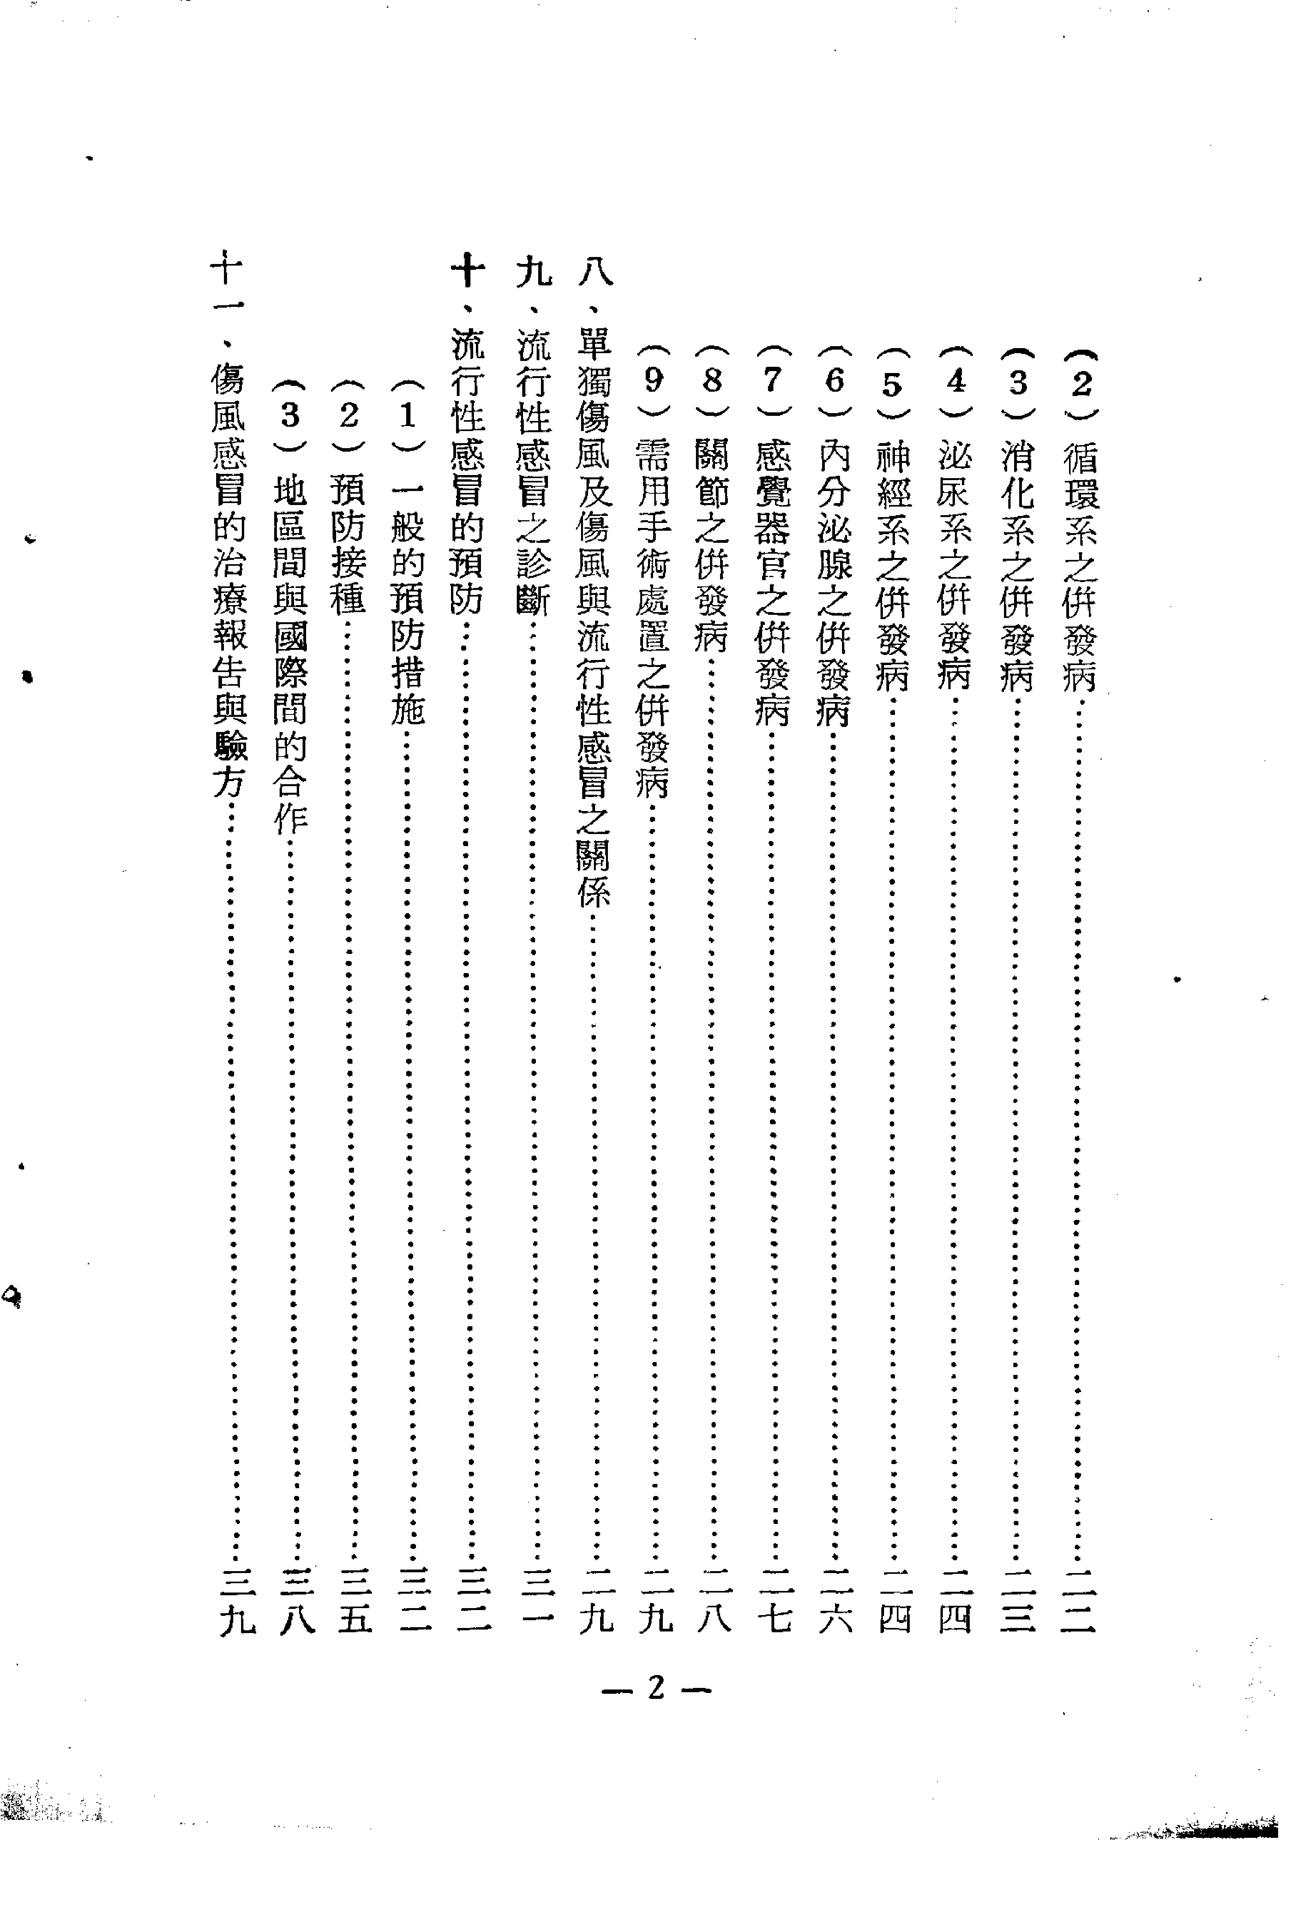 (2)循環系之併發病……二二
(3)消化系之併發病……二三
(4)泌尿系之併發病……二四
(5)神經系之併發病……二四
(6)內分泌腺之併發病……二六
(7)感覺器官之併發病……二七
(8)關節之併發病……二八
(9)需用手術處置之併發病……二九
八、單獨傷風及傷風與流行性感冒之關係……二九
九、流行性感冒之診斷……三一
十、流行性感冒的預防……三二
(1)一般的預防措施……三二
(2)預防接種……三五
(3)地區間與國際間的合作……三八
十一、傷風感冒的治療報告與驗方……三九
— 2 —